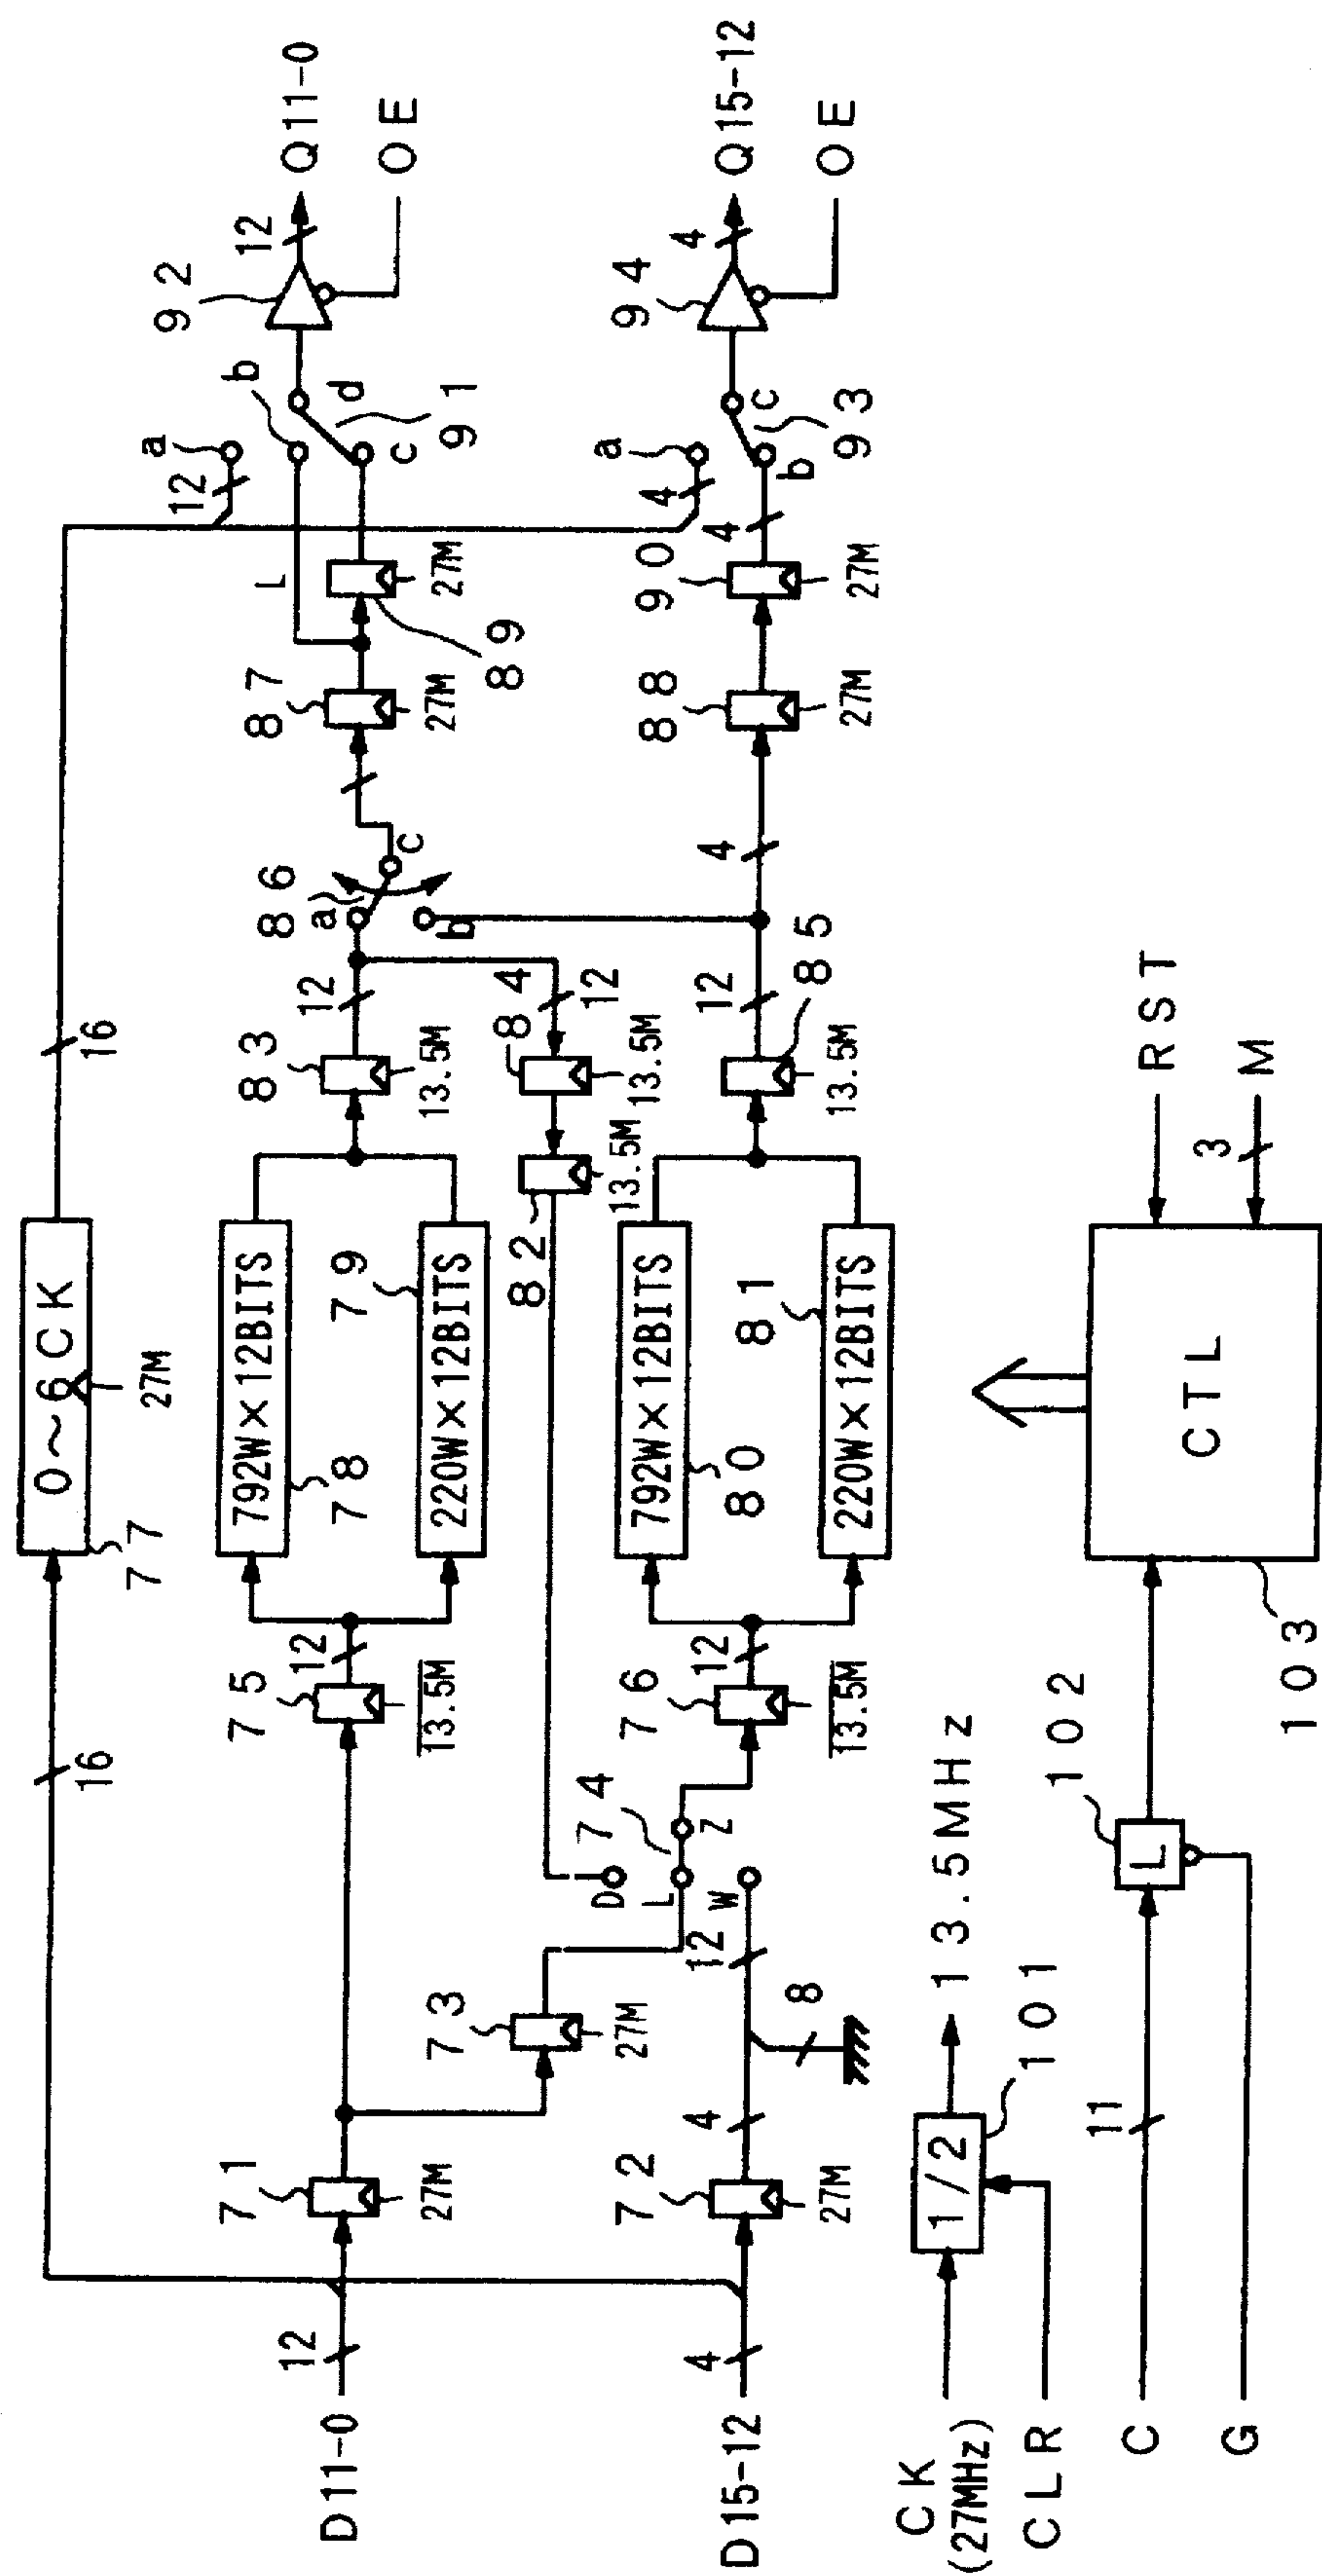 D11-0
12
D15-12
4
16
71
27M
72
27M
4
12
8
73
27M
D
L
W
Z
74
75
12
13.5M
76
12
13.5M
77
0~6CK
27M
16
792W×12BITS
78
220W×12BITS
79
792W×12BITS
80
220W×12BITS
81
82
13.5M
83
12
13.5M
84
12
13.5M
85
12
13.5M
86
a
b
c
4
87
27M
88
27M
L
89
27M
90
27M
4
12
a
b
c
d
91
4
a
b
c
93
92
12
Q11-0
OE
94
4
Q15-12
OE
CK
(27MHz)
CLR
1/2
101
13.5MHz
C
G
11
L
102
CTL
103
RST
3
M